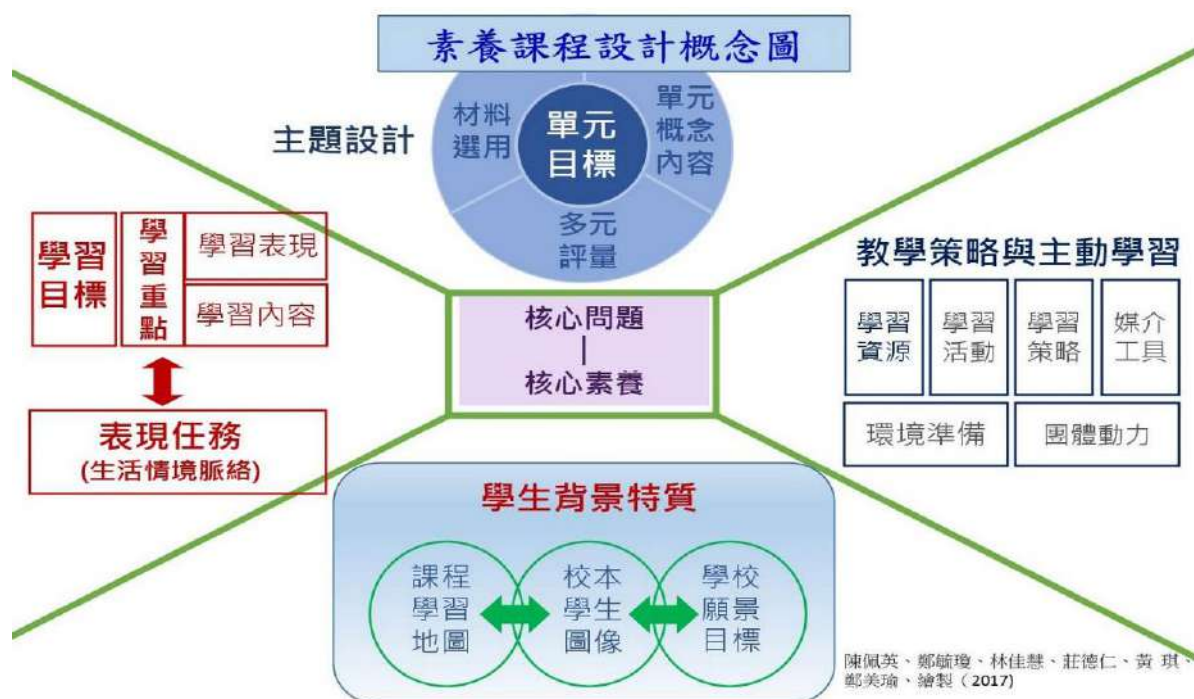 素養課程設計概念圖
主題設計
材料
選用
單元
目標
單元
概念
內容
多元
評量
學習
目標
學
習
重
點
學習表現
學習內容
表現任務
(生活情境脈絡)
核心問題
核心素養
教學策略與主動學習
學習
資源
學習
活動
學習
策略
媒介
工具
環境準備
團體動力
學生背景特質
課程
學習
地圖
校本
學生
圖像
學校
願景
目標
陳佩英、鄭毓瓊、林佳慧、莊德仁、黃 琪、
鄭美瑜、繪製（2017）